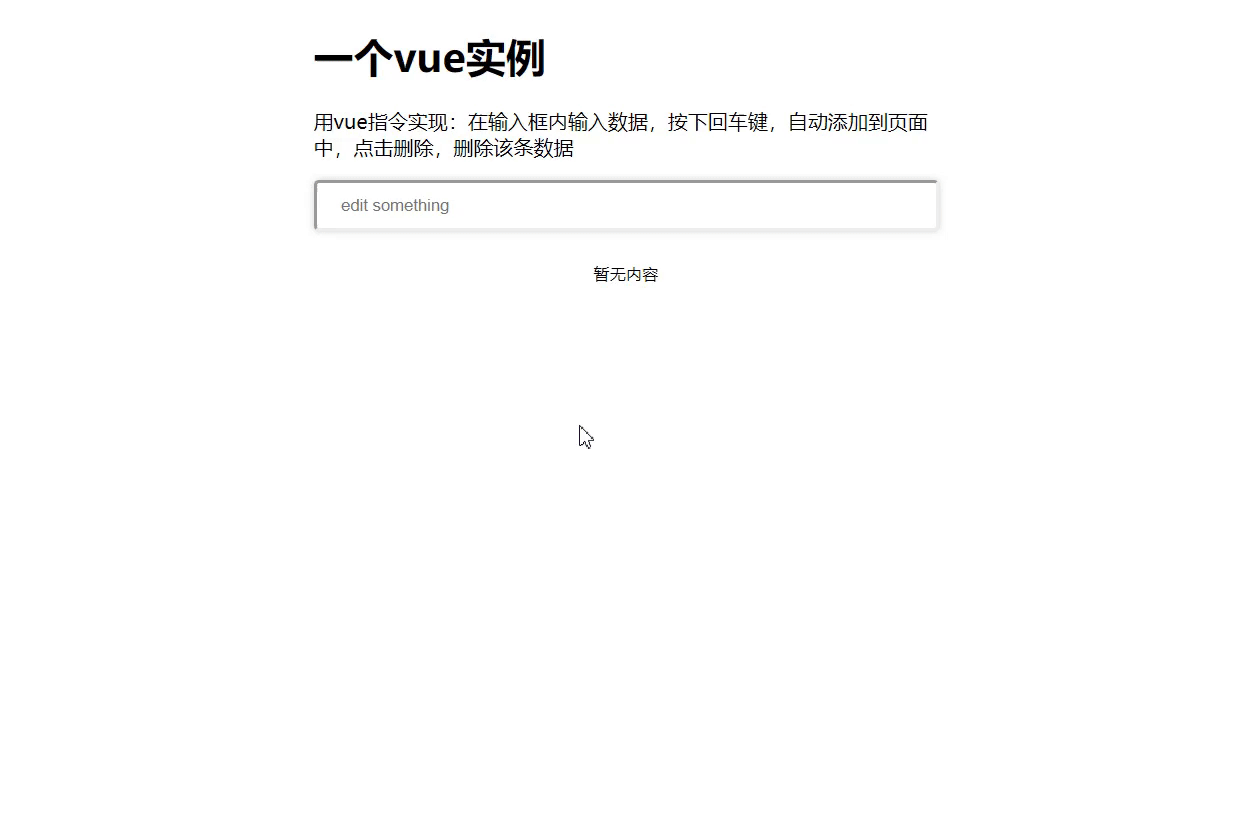 一个vue实例
用vue指令实现：在输入框内输入数据，按下回车键，自动添加到页面
中，点击删除，删除该条数据
edit something
暂无内容